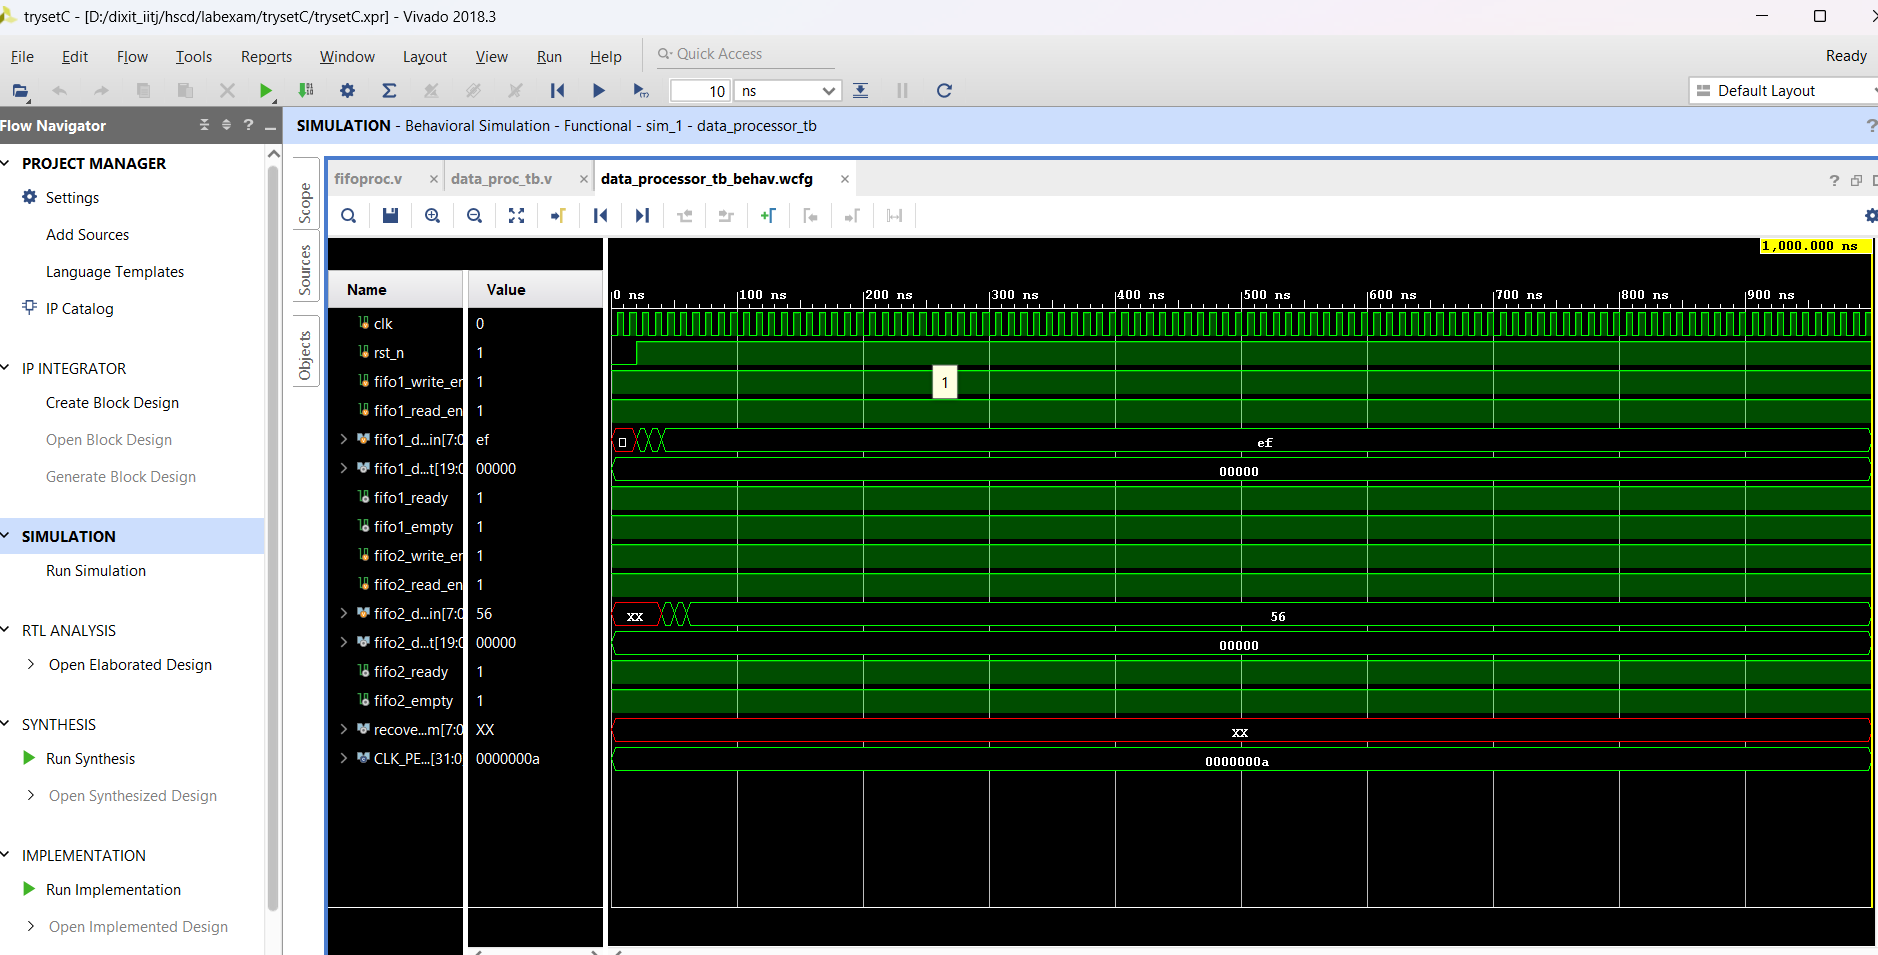 trysetC - [D:/dixit_iitj/hscd/labexam/trysetC/trysetC.xpr] - Vivado 2018.3
File Edit Flow Tools Reports Window Layout View Run Help Quick Access Ready
10 ns Default Layout
Flow Navigator
SIMULATION - Behavioral Simulation - Functional - sim_1 - data_processor_tb
PROJECT MANAGER
Settings
Add Sources
Language Templates
IP Catalog
IP INTEGRATOR
Create Block Design
Open Block Design
Generate Block Design
SIMULATION
Run Simulation
RTL ANALYSIS
Open Elaborated Design
SYNTHESIS
Run Synthesis
Open Synthesized Design
IMPLEMENTATION
Run Implementation
Open Implemented Design
Scope
Sources
Objects
fifoproc.v data_proc_tb.v data_processor_tb_behav.wcfg
1,000.000 ns
Name Value
0 ns 100 ns 200 ns 300 ns 400 ns 500 ns 600 ns 700 ns 800 ns 900 ns
clk 0
rst_n 1
fifo1_write_er 1 1
fifo1_read_en 1
fifo1_d...in[7:0 ef ef
fifo1_d...t[19:0 00000 00000
fifo1_ready 1
fifo1_empty 1
fifo2_write_er 1
fifo2_read_en 1
fifo2_d...in[7:0 56 XX 56
fifo2_d...t[19:0 00000 00000
fifo2_ready 1
fifo2_empty 1
recove...m[7:0 XX XX
CLK_PE...[31:0] 0000000a 0000000a